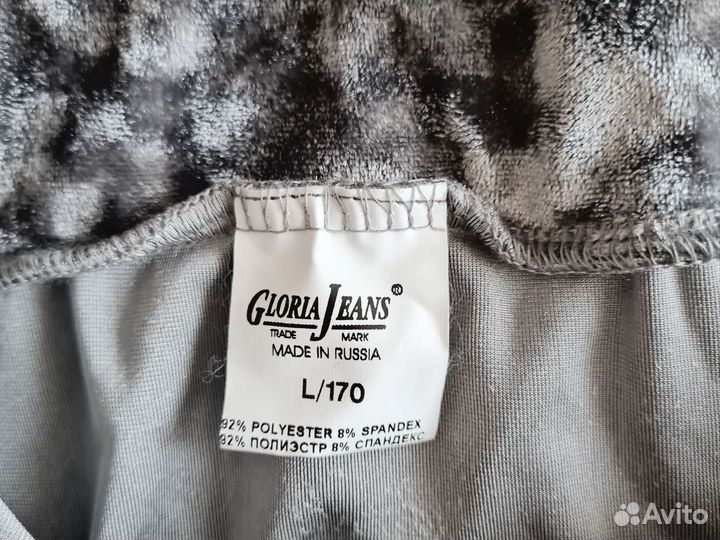 GLORIA JEANS®
TRADE MARK
MADE IN RUSSIA
L/170
92% POLYESTER 8% SPANDEX
92% ПОЛИЭСТР 8% СПАНДЕКС
Avito